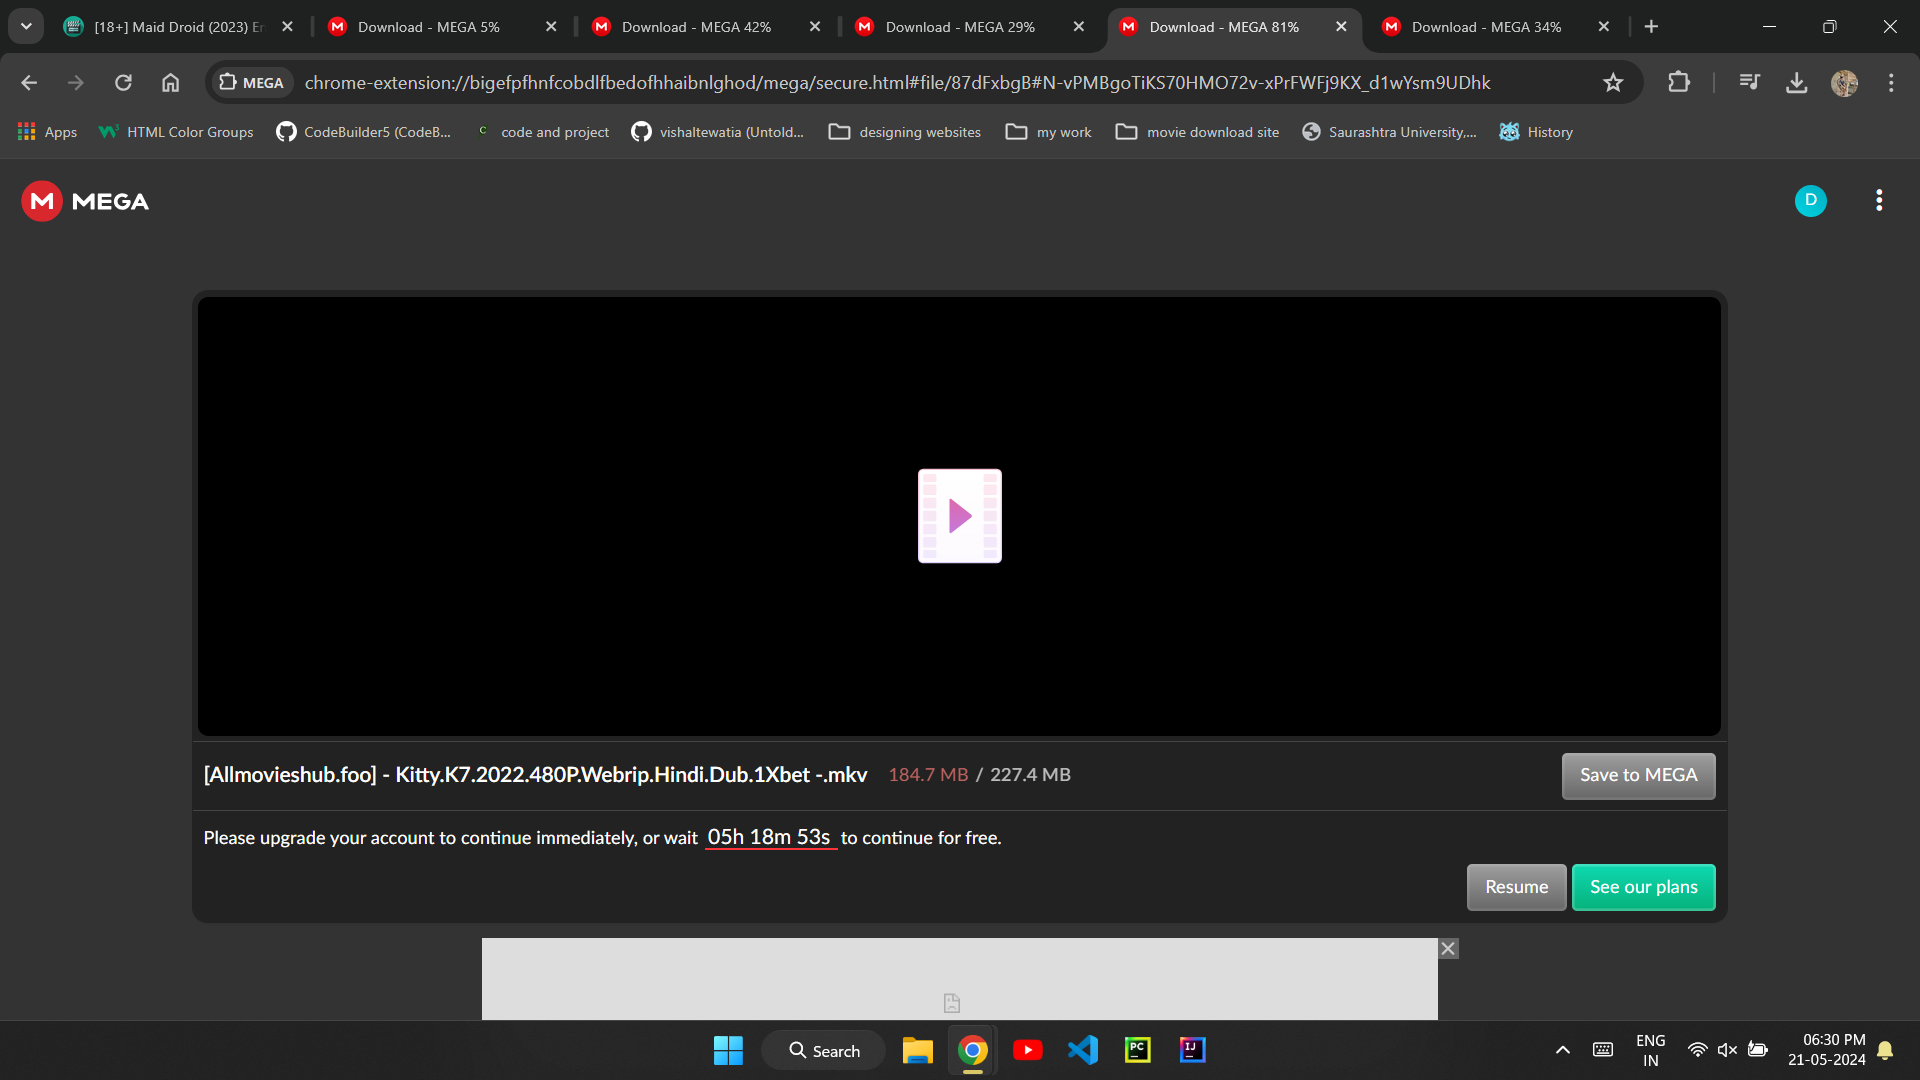 [18+] Maid Droid (2023) En
Download - MEGA 5%
Download - MEGA 42%
Download - MEGA 29%
Download - MEGA 81%
Download - MEGA 34%
MEGA
chrome-extension://bigefpfhnfcobdlfbedofhhaibnlghod/mega/secure.html#file/87dFxbgB#N-vPMBgoTiKS70HMO72v-xPrFWFj9KX_d1wYsm9UDhk
Apps
HTML Color Groups
CodeBuilder5 (CodeB...
code and project
vishaltewatia (Untold...
designing websites
my work
movie download site
Saurashtra University,...
History
M MEGA
D
[Allmovieshub.foo] - Kitty.K7.2022.480P.Webrip.Hindi.Dub.1Xbet -.mkv 184.7 MB / 227.4 MB
Save to MEGA
Please upgrade your account to continue immediately, or wait 05h 18m 53s to continue for free.
Resume
See our plans
Search
PC
IJ
ENG
IN
06:30 PM
21-05-2024